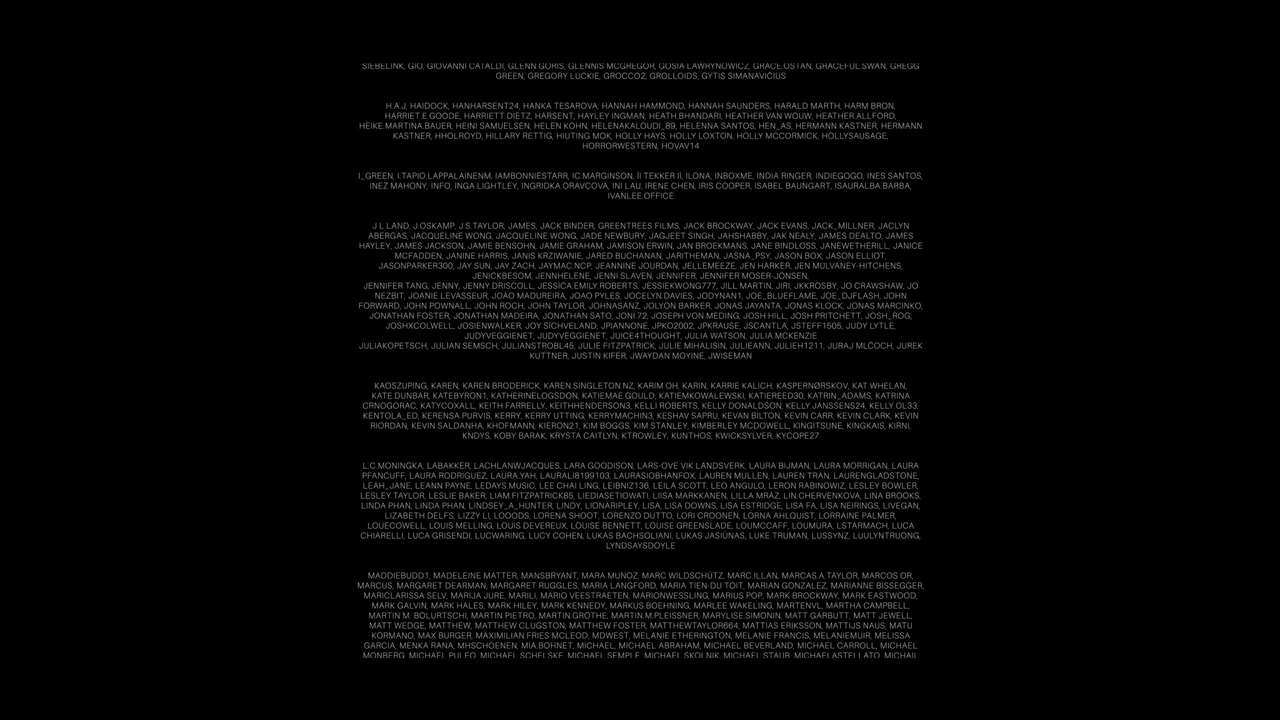 SIEBELINK, GIO, GIOVANNI CATALDI, GLENN GORIS, GLENNIS MCGREGOR, GOSIA LAWRYNOWICZ, GRACE.OSTAN, GRACEFUL.SWAN, GREGG
GREEN, GREGORY LUCKIE, GROCCO2, GROLLOIDS, GYTIS SIMANAVIČIUS
H.A.J, HAIDOCK, HANHARSENT24, HANKA TESAROVA, HANNAH HAMMOND, HANNAH SAUNDERS, HARALD MARTH, HARM BRON,
HARRIET.E.GOODE, HARRIETT DIETZ, HARSENT, HAYLEY INGMAN, HEATH.BHANDARI, HEATHER VAN WOUW, HEATHER.ALLFORD,
HEIKE.MARTINA.BAUER, HEINI SAMUELSEN, HELEN KOHN, HELENAKALOUDI_89, HELENNA SANTOS, HEN_AS, HERMANN KASTNER, HERMANN
KASTNER, HHOLROYD, HILLARY RETTIG, HIUTING MOK, HOLLY HAYS, HOLLY LOXTON, HOLLY MCCORMICK, HOLLYSAUSAGE,
HORRORWESTERN, HOVAV14
I_GREEN, I.TAPIO.LAPPALAINENM, IAMBONNIESTARR, IC.MARGINSON, ÏI TEKKER IÍ, ILONA, INBOXME, INDIA RINGER, INDIEGOGO, INES SANTOS,
INEZ MAHONY, INFO, INGA LIGHTLEY, INGRIDKA.ORAVCOVA, INI LAU, IRENE CHEN, IRIS COOPER, ISABEL BAUNGART, ISAURALBA.BARBA,
IVANLEE.OFFICE
J L LAND, J.OSKAMP, J.S.TAYLOR, JAMES, JACK BINDER, GREENTREES FILMS, JACK BROCKWAY, JACK EVANS, JACK_MILLNER, JACLYN
ABERGAS, JACQUELINE WONG, JACQUELINE WONG, JADE NEWBURY, JAGJEET SINGH, JAHSHABBY, JAK NEALY, JAMES DEALTO, JAMES
HAYLEY, JAMES JACKSON, JAMIE BENSOHN, JAMIE GRAHAM, JAMISON ERWIN, JAN BROEKMANS, JANE BINDLOSS, JANEWETHERILL, JANICE
MCFADDEN, JANINE HARRIS, JANIS KRZIWANIE, JARED BUCHANAN, JARITHEMAN, JASNA_PSY, JASON BOX, JASON ELLIOT,
JASONPARKER300, JAY SUN, JAY ZACH, JAYMAC NCP, JEANNINE JOURDAN, JELLEMEEZE, JEN HARKER, JEN MULVANEY-HITCHENS,
JENICKBESOM, JENNHELENE, JENNI SLAVEN, JENNIFER, JENNIFER MOSER-JONSEN,
JENNIFER TANG, JENNY, JENNY.DRISCOLL, JESSICA.EMILY.ROBERTS, JESSIEKWONG777, JILL MARTIN, JIRI, JKKROSBY, JO CRAWSHAW, JO
NEZBIT, JOANIE LEVASSEUR, JOÃO MADUREIRA, JOAO PYLES, JOCELYN DAVIES, JODYNAN1, JOE_BLUEFLAME, JOE_DJFLASH, JOHN
FORWARD, JOHN POWNALL, JOHN ROCH, JOHN TAYLOR, JOHNASANZ, JOLYON BARKER, JONAS JAYANTA, JONAS KLOCK, JONAS MARCINKO,
JONATHAN FOSTER, JONATHAN MADEIRA, JONATHAN SATO, JONI.72, JOSEPH VON MEDING, JOSH HILL, JOSH PRITCHETT, JOSH_ROG,
JOSHXCOLWELL, JOSIENWALKER, JOY SICHVELAND, JPIANNONE, JPKO2002, JPKRAUSE, JSCANTLA, JSTEFF1505, JUDY LYTLE,
JUDYVEGGIENET, JUDYVEGGIENET, JUICE4THOUGHT, JULIA WATSON, JULIA.MCKENZIE
JULIAKOPETSCH, JULIAN SEMSCH, JULIANSTROBL45, JULIE FITZPATRICK, JULIE MIHALISIN, JULIEANN, JULIEH1211, JURAJ MLČOCH, JUREK
KUTTNER, JUSTIN KIFER, JWAYDAN MOYINE, JWISEMAN
KAOSZUPING, KAREN, KAREN BRODERICK, KAREN.SINGLETON.NZ, KARIM OH, KARIN, KARRIE KALICH, KASPERNØRSKOV, KAT WHELAN,
KATE.DUNBAR, KATEBYRON1, KATHERINELOGSDON, KATIEMAE.GOULD, KATIEMKOWALEWSKI, KATIEREED30, KATRIN_ADAMS, KATRINA
CRNOGORAC, KATYCOXALL, KEITH FARRELLY, KEITHHENDERSON3, KELLI ROBERTS, KELLY DONALDSON, KELLY.JANSSENS24, KELLY.OL33,
KENTOLA_ED, KERENSA PURVIS, KERRY, KERRY UTTING, KERRYMACHIN3, KESHAV SAPRU, KEVAN BILTON, KEVIN CARR, KEVIN CLARK, KEVIN
RIORDAN, KEVIN SALDANHA, KHOFMANN, KIERON21, KIM BOGGS, KIM STANLEY, KIMBERLEY MCDOWELL, KINGITSUNE, KINGKAIS, KIRNI,
KNDYS, KOBY BARAK, KRYSTA CAITLYN, KTROWLEY, KUNTHOS, KWICKSYLVER, KYCOPE27
L.C.MONINGKA, LABAKKER, LACHLANWJACQUES, LARA GOODISON, LARS-OVE VIK LANDSVERK, LAURA BIJMAN, LAURA MORRIGAN, LAURA
PFANCUFF, LAURA RODRIGUEZ, LAURA.YAH, LAURALI8199103, LAURASIOBHANFOX, LAUREN MULLEN, LAUREN TRAN, LAURENGLADSTONE,
LEAH_JANE, LEANN PAYNE, LEDAYS MUSIC, LEE CHAI LING, LEIBNIZ136, LEILA SCOTT, LEO ANGULO, LERON RABINOWIZ, LESLEY BOWLER,
LESLEY TAYLOR, LESLIE BAKER, LIAM.FITZPATRICK85, LIEDIASETIOWATI, LIISA MARKKANEN, LILLA MRÁZ, LIN.CHERVENKOVA, LINA BROOKS,
LINDA PHAN, LINDA PHAN, LINDSEY_A_HUNTER, LINDY, LIONARIPLEY, LISA, LISA DOWNS, LISA ESTRIDGE, LISA FA, LISA NEIRINGS, LIVEGAN,
LIZABETH DELFS, LIZZY LI, LOOODS, LORENA SHOOT, LORENZO DUTTO, LORI CROONEN, LORNA AHLQUIST, LORRAINE PALMER,
LOUECOWELL, LOUIS MELLING, LOUIS DEVEREUX, LOUISE BENNETT, LOUISE GREENSLADE, LOUMCCAFF, LOUMURA, LSTARMACH, LUCA
CHIARELLI, LUCA GRISENDI, LUCWARING, LUCY COHEN, LUKAS BACHSOLIANI, LUKAS JASIŪNAS, LUKE TRUMAN, LUSSYNZ, LUULYNTRUONG,
LYNDSAYSDOYLE
MADDIEBUDD1, MADELEINE MATTER, MANSBRYANT, MARA MUNOZ, MARC WILDSCHÜTZ, MARC.ILLAN, MARCAS.A.TAYLOR, MARCOS OR,
MARCUS, MARGARET DEARMAN, MARGARET RUGGLES, MARIA LANGFORD, MARIA TIEN-DU TOIT, MARIAN GONZALEZ, MARIANNE BISSEGGER,
MARICLARISSA SELV, MARIJA JURE, MARILI, MARIO VEESTRAETEN, MARIONWESSLING, MARIUS POP, MARK BROCKWAY, MARK EASTWOOD,
MARK GALVIN, MARK HALES, MARK HILEY, MARK KENNEDY, MARKUS.BOEHNING, MARLEE WAKELING, MARTENVL, MARTHA CAMPBELL,
MARTIN M. BOLURTSCHI, MARTIN PIETRO, MARTIN.GROTHE, MARTIN.M.PLEISSNER, MARYLISE.SIMONIN, MATT GARBUTT, MATT JEWELL,
MATT WEDGE, MATTHEW, MATTHEW CLUGSTON, MATTHEW FOSTER, MATTHEWTAYLOR664, MATTIAS ERIKSSON, MATTIJS NAUS, MATIJ
KORMANO, MAX BURGER, MAXIMILIAN.FRIES MCLEOD, MDWEST, MELANIE ETHERINGTON, MELANIE FRANCIS, MELANIEMUIR, MELISSA
GARCIA, MENKA RANA, MHSCHOENEN, MIA BOHNET, MICHAEL, MICHAEL ABRAHAM, MICHAEL BEVERLAND, MICHAEL CARROLL, MICHAEL
MONBERG, MICHAEL PULEO, MICHAEL SCHELSKE, MICHAEL SEMPLE, MICHAEL SKOLNIK, MICHAEL STAUB, MICHAELASTELLATO, MICHAIL